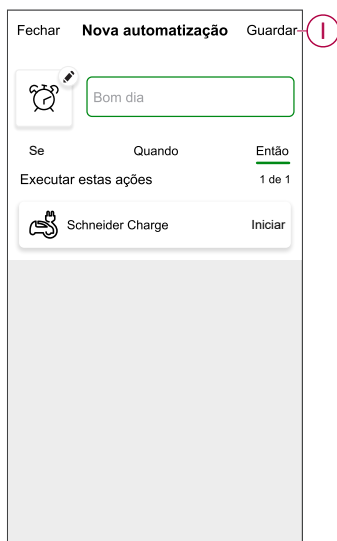 Fechar Nova automatização Guardar I
Bom dia
Se Quando Então
Executar estas ações 1 de 1
Schneider Charge Iniciar